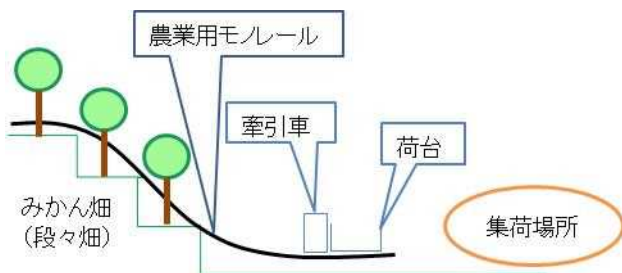 農業用モノレール
牽引車
荷台
みかん畑
(段々畑)
集荷場所